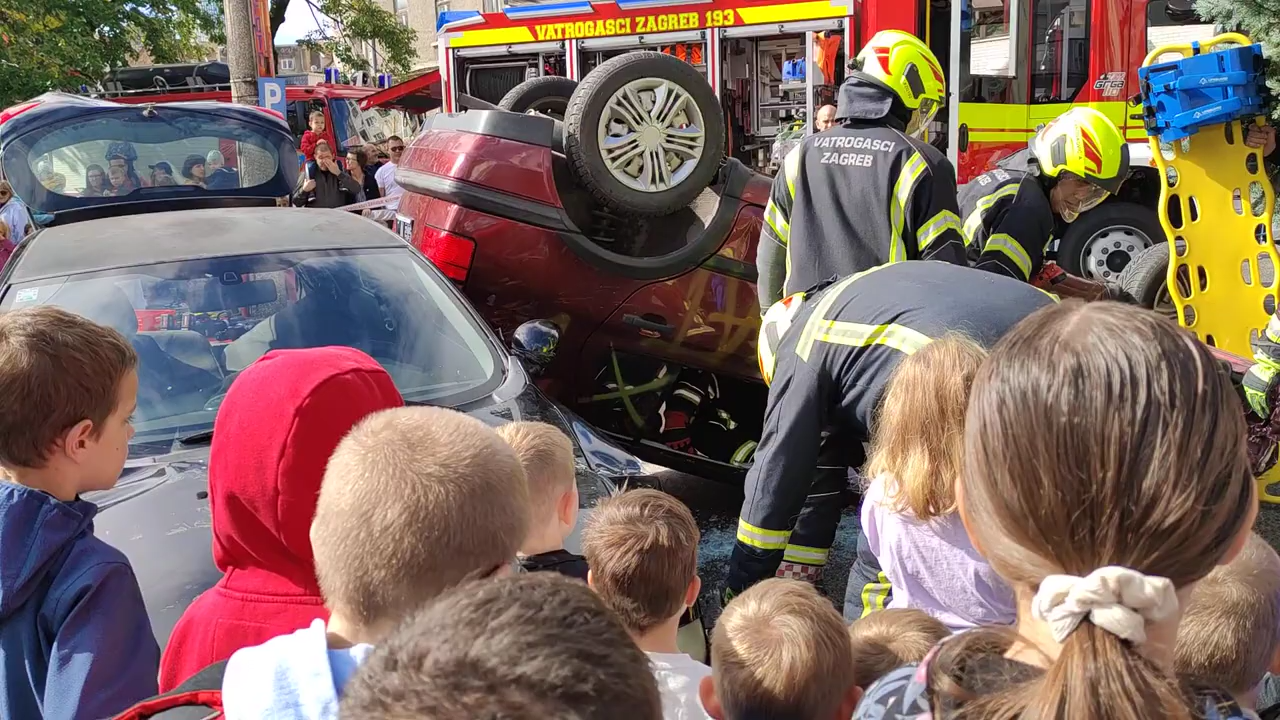 VATROGASCI ZAGREB 193
P
VATROGASCI
ZAGREB